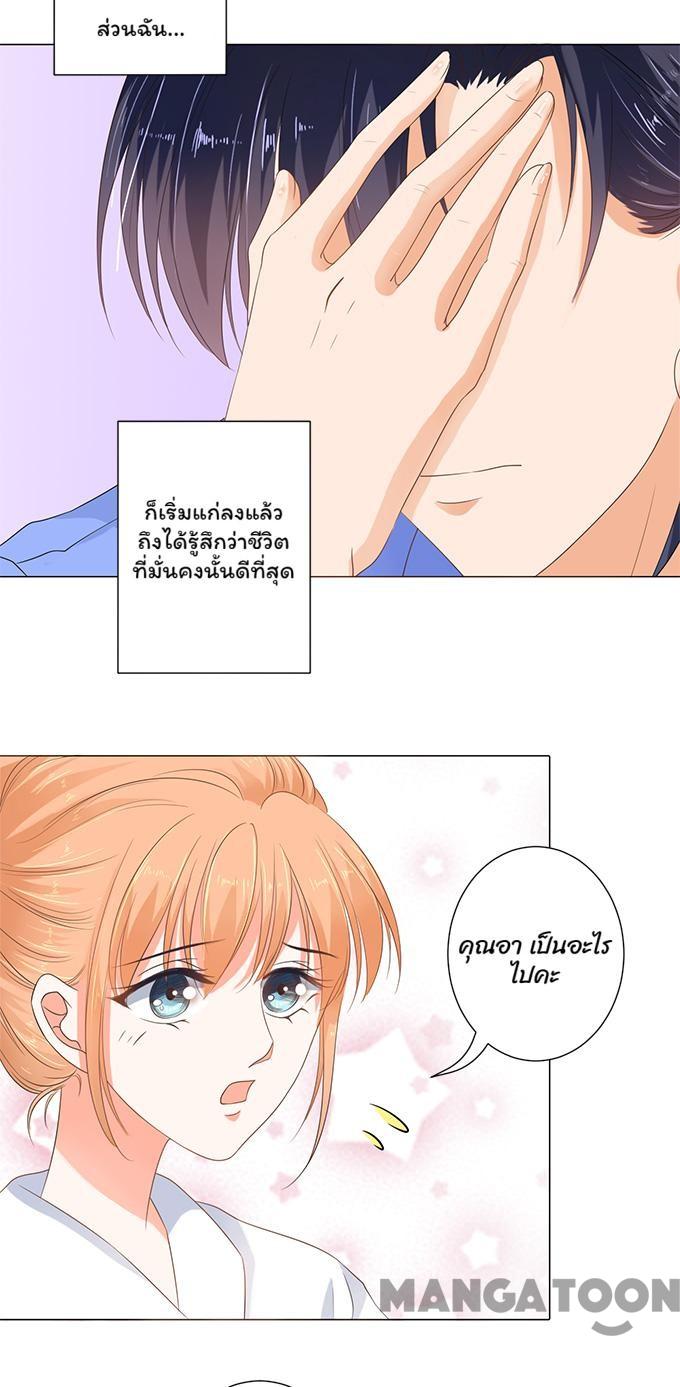 ส่วนฉัน...
ก็เริ่มแก่ลงแล้ว
ถึงได้รู้สึกว่าชีวิต
ที่มั่นคงนั้นดีที่สุด
คุณอา เป็นอะไร
ไปคะ
MANGATOON